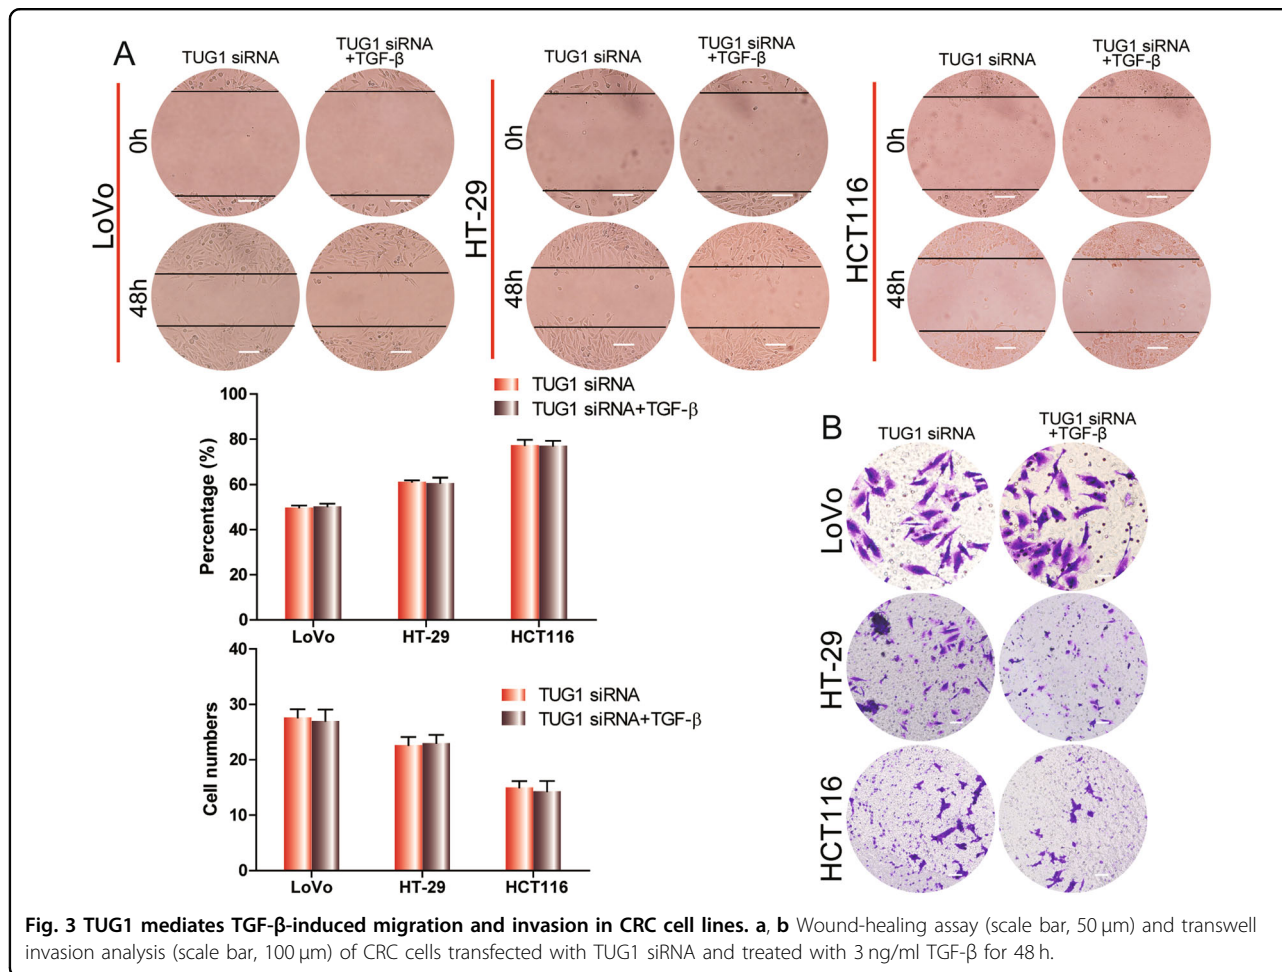 A
TUG1 siRNA
TUG1 siRNA
+TGF-β
TUG1 siRNA
TUG1 siRNA
+TGF-β
TUG1 siRNA
TUG1 siRNA
+TGF-β
LoVo
0h
48h
HT-29
0h
48h
HCT116
0h
48h
TUG1 siRNA
TUG1 siRNA+TGF-β
Percentage (%)
100
80
60
40
20
0
LoVo
HT-29
HCT116
TUG1 siRNA
TUG1 siRNA+TGF-β
Cell numbers
40
30
20
10
0
LoVo
HT-29
HCT116
B
TUG1 siRNA
TUG1 siRNA
+TGF-β
LoVo
HT-29
HCT116
Fig. 3 TUG1 mediates TGF-β-induced migration and invasion in CRC cell lines. a, b Wound-healing assay (scale bar, 50 μm) and transwell
invasion analysis (scale bar, 100 μm) of CRC cells transfected with TUG1 siRNA and treated with 3 ng/ml TGF-β for 48 h.